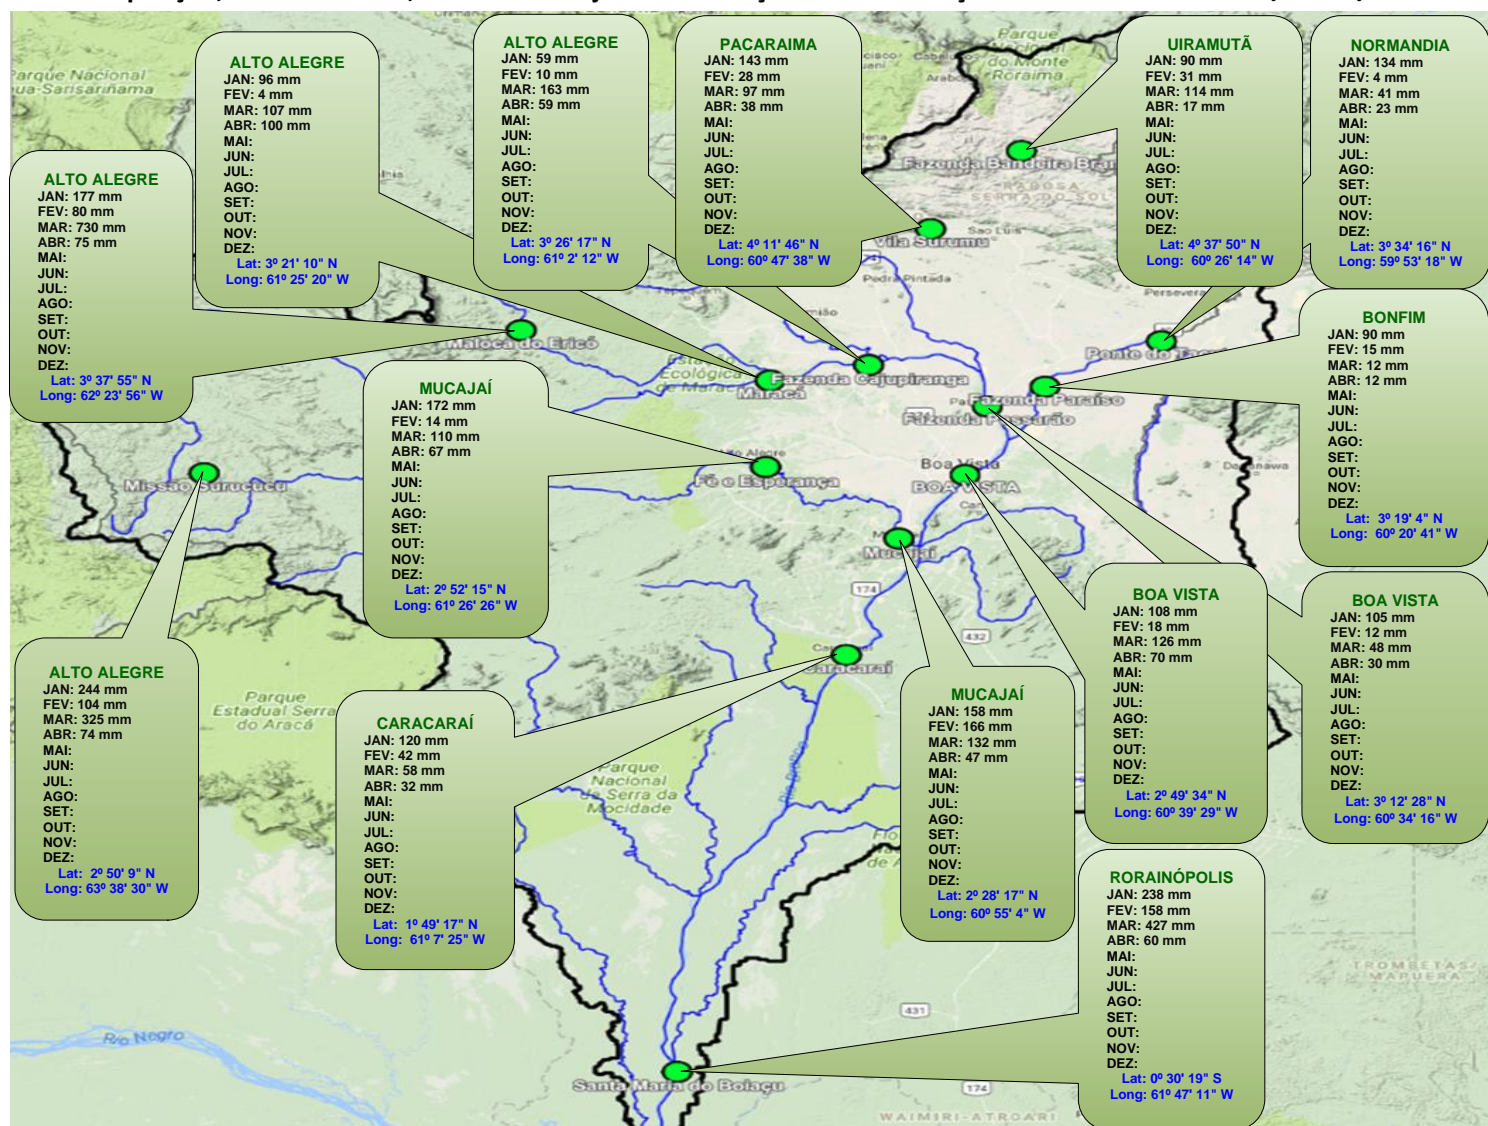 ALTO ALEGRE
JAN: 96 mm
FEV: 4 mm
MAR: 107 mm
ABR: 100 mm
MAI:
JUN:
JUL:
AGO:
SET:
OUT:
NOV:
DEZ:
Lat: 3º 21' 10" N
Long: 61º 25' 20" W
ALTO ALEGRE
JAN: 59 mm
FEV: 10 mm
MAR: 163 mm
ABR: 59 mm
MAI:
JUN:
JUL:
AGO:
SET:
OUT:
NOV:
DEZ:
Lat: 3º 26' 17" N
Long: 61º 2' 12" W
PACARAIMA
JAN: 143 mm
FEV: 28 mm
MAR: 97 mm
ABR: 38 mm
MAI:
JUN:
JUL:
AGO:
SET:
OUT:
NOV:
DEZ:
Lat: 4º 11' 46" N
Long: 60º 47' 38" W
UIRAMUTÃ
JAN: 90 mm
FEV: 31 mm
MAR: 114 mm
ABR: 17 mm
MAI:
JUN:
JUL:
AGO:
SET:
OUT:
NOV:
DEZ:
Lat: 4º 37' 50" N
Long: 60º 26' 14" W
NORMANDIA
JAN: 134 mm
FEV: 4 mm
MAR: 41 mm
ABR: 23 mm
MAI:
JUN:
JUL:
AGO:
SET:
OUT:
NOV:
DEZ:
Lat: 3º 34' 16" N
Long: 59º 53' 18" W
ALTO ALEGRE
JAN: 177 mm
FEV: 80 mm
MAR: 730 mm
ABR: 75 mm
MAI:
JUN:
JUL:
AGO:
SET:
OUT:
NOV:
DEZ:
Lat: 3º 37' 55" N
Long: 62º 23' 56" W
MUCAJAÍ
JAN: 172 mm
FEV: 14 mm
MAR: 110 mm
ABR: 67 mm
MAI:
JUN:
JUL:
AGO:
SET:
OUT:
NOV:
DEZ:
Lat: 2º 52' 15" N
Long: 61º 26' 26" W
BONFIM
JAN: 90 mm
FEV: 15 mm
MAR: 12 mm
ABR: 12 mm
MAI:
JUN:
JUL:
AGO:
SET:
OUT:
NOV:
DEZ:
Lat: 3º 19' 4" N
Long: 60º 20' 41" W
ALTO ALEGRE
JAN: 244 mm
FEV: 104 mm
MAR: 325 mm
ABR: 74 mm
MAI:
JUN:
JUL:
AGO:
SET:
OUT:
NOV:
DEZ:
Lat: 2º 50' 9" N
Long: 63º 38' 30" W
CARACARAÍ
JAN: 120 mm
FEV: 42 mm
MAR: 58 mm
ABR: 32 mm
MAI:
JUN:
JUL:
AGO:
SET:
OUT:
NOV:
DEZ:
Lat: 1º 49' 17" N
Long: 61º 7' 25" W
MUCAJAÍ
JAN: 158 mm
FEV: 166 mm
MAR: 132 mm
ABR: 47 mm
MAI:
JUN:
JUL:
AGO:
SET:
OUT:
NOV:
DEZ:
Lat: 2º 28' 17" N
Long: 60º 55' 4" W
BOA VISTA
JAN: 108 mm
FEV: 18 mm
MAR: 126 mm
ABR: 70 mm
MAI:
JUN:
JUL:
AGO:
SET:
OUT:
NOV:
DEZ:
Lat: 2º 49' 34" N
Long: 60º 39' 29" W
BOA VISTA
JAN: 105 mm
FEV: 12 mm
MAR: 48 mm
ABR: 30 mm
MAI:
JUN:
JUL:
AGO:
SET:
OUT:
NOV:
DEZ:
Lat: 3º 12' 28" N
Long: 60º 34' 16" W
RORAINÓPOLIS
JAN: 238 mm
FEV: 158 mm
MAR: 427 mm
ABR: 60 mm
MAI:
JUN:
JUL:
AGO:
SET:
OUT:
NOV:
DEZ:
Lat: 0º 30' 19" S
Long: 61º 47' 11" W
Parque Nacional
Parque
do Monte
Roraima
Fazenda Bandeira
RAPOSA
SERRA DO SOL
Vila Surumu
Sao Luis
Pedra Pintada
Maloca do Ericó
Ponte do
Estação
Ecológica
de Maracá
Fazenda Cajupiranga
Maracá
Fazenda Paraíso
Fazenda Passarão
Missão Surucucu
Alegre
Fé e Esperança
Boa Vista
BOA VISTA
Mucajaí
174
432
Caracaraí
Parque
Estadual Serra
do Aracá
Parque
Nacional
da Serra da
Mocidade
Rio Branco
TROMBETAS/
MAPUERA
431
Rio Negro
Santa Maria do Boiaçu
174
WAIMIRI-ATROARI